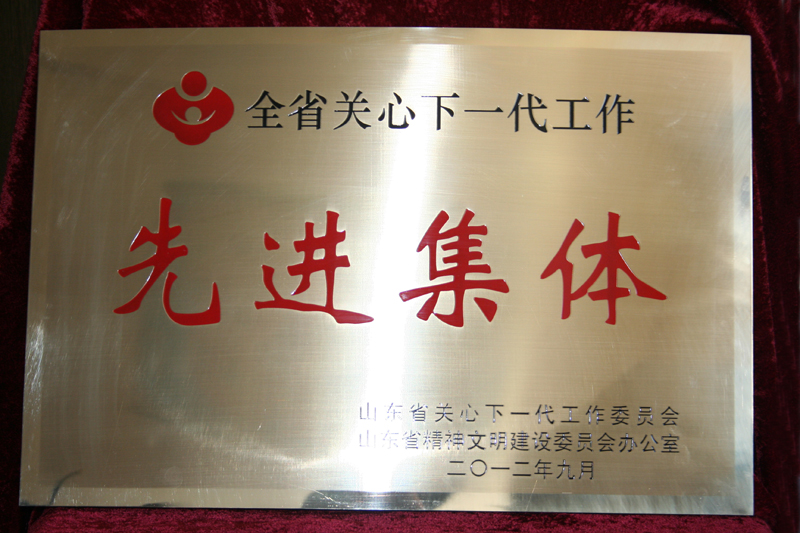 全省关心下一代工作
先进集体
山东省关心下一代工作委员会
山东省精神文明建设委员会办公室
二〇一二年九月